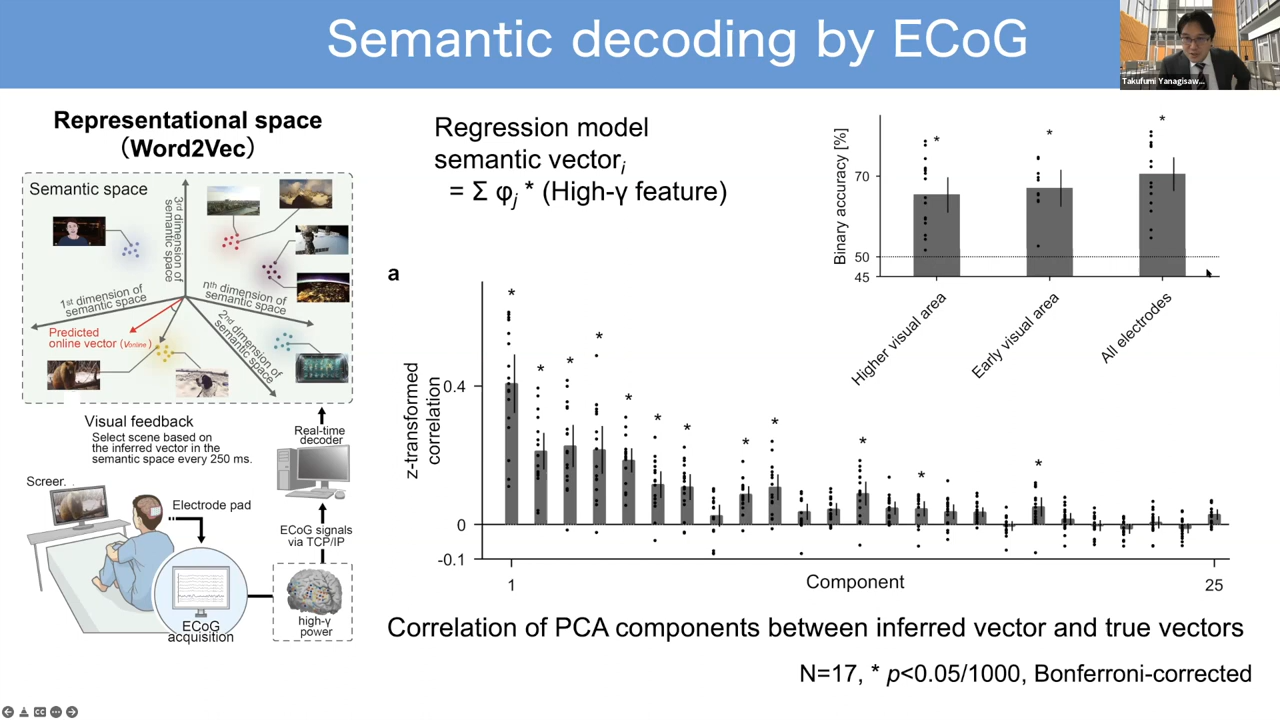 Semantic decoding by ECoG
Takufumi Yanagisaw...
Representational space
(Word2Vec)
Semantic space
3rd dimension of
semantic space
1st dimension of
semantic space
nth dimension of
semantic space
2nd dimension of
semantic space
Predicted
online vector (Vonline)
Visual feedback
Select scene based on
the inferred vector in the
semantic space every 250 ms.
Real-time
decoder
Screer.
Electrode pad
ECoG signals
via TCP/IP
ECoG
acquisition
high-γ
power
Regression model
semantic vectori
= Σ φj * (High-γ feature)
Binary accuracy [%]
70
50
45
* * *
Higher visual area
Early visual area
All electrodes
a
z-transformed
correlation
0.4
0
-0.1
* * * * * * * * * * * *
1
Component
25
Correlation of PCA components between inferred vector and true vectors
N=17, * p<0.05/1000, Bonferroni-corrected
CC